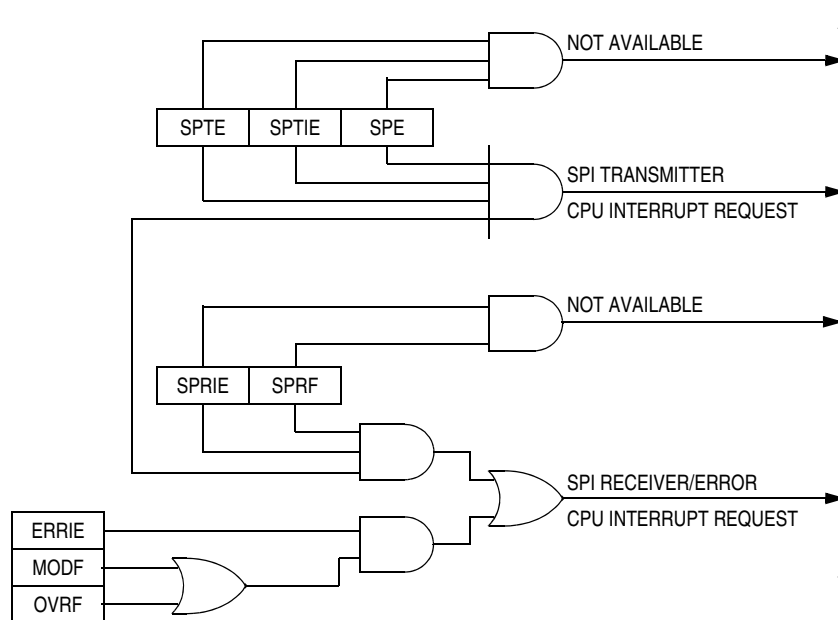 NOT AVAILABLE
SPTE SPTIE SPE
SPI TRANSMITTER
CPU INTERRUPT REQUEST
NOT AVAILABLE
SPRIE SPRF
SPI RECEIVER/ERROR
CPU INTERRUPT REQUEST
ERRIE
MODF
OVRF